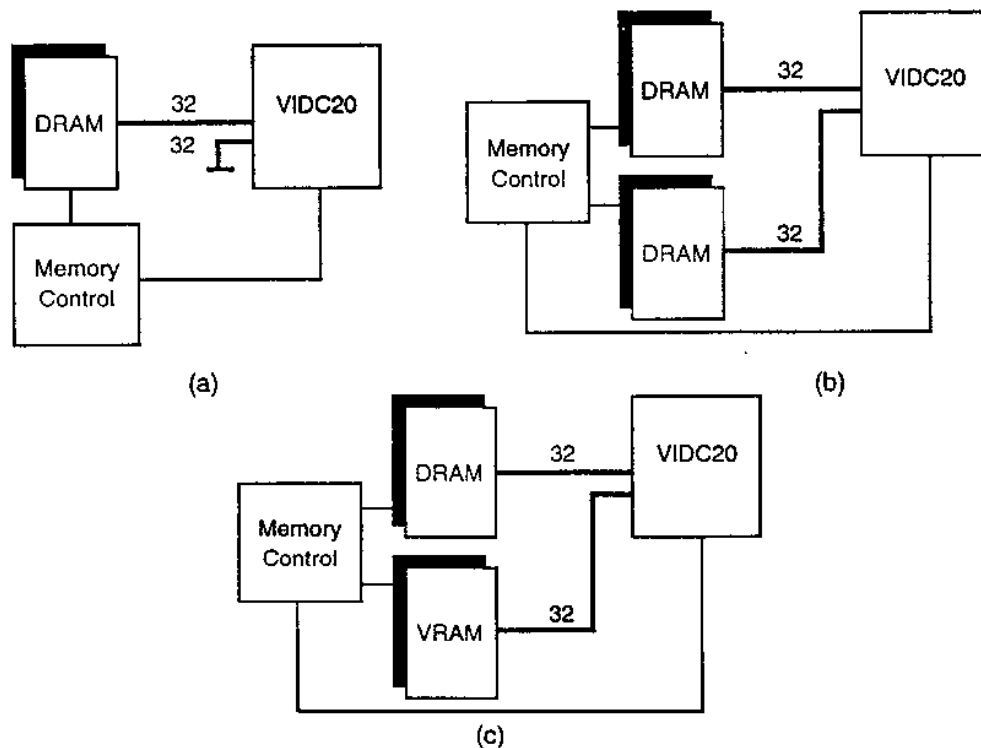 DRAM
32
32
VIDC20
Memory
Control
(a)
Memory
Control
DRAM
32
DRAM
32
VIDC20
(b)
Memory
Control
DRAM
32
VRAM
32
VIDC20
(c)